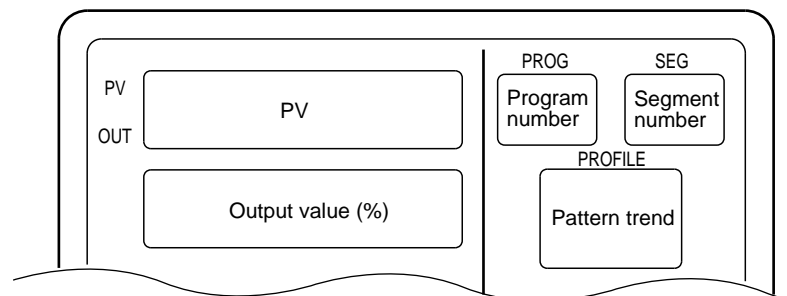 PROG SEG
PV
PV
Program number
Segment number
OUT
PROFILE
Output value (%)
Pattern trend